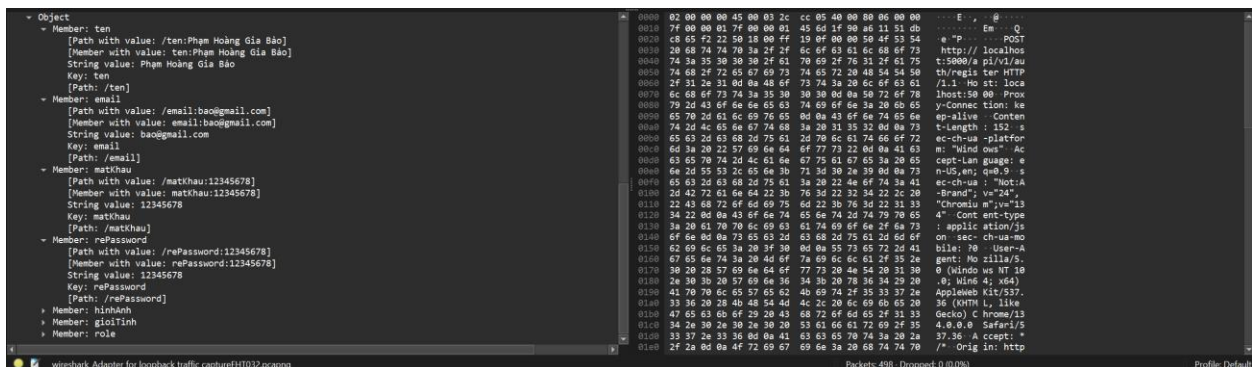 Object
Member: ten
[Path with value: /ten:Phạm Hoàng Gia Bảo]
[Member with value: ten:Phạm Hoàng Gia Bảo]
String value: Phạm Hoàng Gia Bảo
Key: ten
[Path: /ten]
Member: email
[Path with value: /email:bao@gmail.com]
[Member with value: email:bao@gmail.com]
String value: bao@gmail.com
Key: email
[Path: /email]
Member: matKhau
[Path with value: /matKhau:12345678]
[Member with value: matKhau:12345678]
String value: 12345678
Key: matKhau
[Path: /matKhau]
Member: rePassword
[Path with value: /rePassword:12345678]
[Member with value: rePassword:12345678]
String value: 12345678
Key: rePassword
[Path: /rePassword]
Member: hinhAnh
Member: gioiTinh
Member: role
0000 02 00 00 00 45 00 03 2c cc 05 40 00 80 06 00 00 ····E··, ··@·····
0010 7f 00 00 01 7f 00 00 01 45 6d 1f 90 a6 11 51 db ········ Em····Q·
0020 c8 65 f2 22 50 18 00 ff 19 0f 00 00 50 4f 53 54 ·e·"P··· ····POST
0030 20 68 74 74 70 3a 2f 2f 6c 6f 63 61 6c 68 6f 73 http:// localhos
0040 74 3a 35 30 30 30 2f 61 70 69 2f 76 31 2f 61 75 t:5000/a pi/v1/au
0050 74 68 2f 72 65 67 69 73 74 65 72 20 48 54 54 50 th/regis ter HTTP
0060 2f 31 2e 31 0d 0a 48 6f 73 74 3a 20 6c 6f 63 61 /1.1··Ho st: loca
0070 6c 68 6f 73 74 3a 35 30 30 30 0d 0a 50 72 6f 78 lhost:50 00··Prox
0080 79 2d 43 6f 6e 6e 65 63 74 69 6f 6e 3a 20 6b 65 y-Connec tion: ke
0090 65 70 2d 61 6c 69 76 65 0d 0a 43 6f 6e 74 65 6e ep-alive ··Conten
00a0 74 2d 4c 65 6e 67 74 68 3a 20 31 35 32 0d 0a 73 t-Length : 152··s
00b0 65 63 2d 63 68 2d 75 61 2d 70 6c 61 74 66 6f 72 ec-ch-ua -platfor
00c0 6d 3a 20 22 57 69 6e 64 6f 77 73 22 0d 0a 41 63 m: "Wind ows"··Ac
00d0 63 65 70 74 2d 4c 61 6e 67 75 61 67 65 3a 20 65 cept-Lan guage: e
00e0 6e 2d 55 53 2c 65 6e 3b 71 3d 30 2e 39 0d 0a 73 n-US,en; q=0.9··s
00f0 65 63 2d 63 68 2d 75 61 3a 20 22 4e 6f 74 3a 41 ec-ch-ua : "Not:A
0100 2d 42 72 61 6e 64 22 3b 76 3d 22 32 34 22 2c 20 -Brand"; v="24",
0110 22 43 68 72 6f 6d 69 75 6d 22 3b 76 3d 22 31 33 "Chromiu m";v="13
0120 34 22 0d 0a 43 6f 6e 74 65 6e 74 2d 74 79 70 65 4"··Cont ent-type
0130 3a 20 61 70 70 6c 69 63 61 74 69 6f 6e 2f 6a 73 : applic ation/js
0140 6f 6e 0d 0a 73 65 63 2d 63 68 2d 75 61 2d 6d 6f on··sec- ch-ua-mo
0150 62 69 6c 65 3a 20 3f 30 0d 0a 55 73 65 72 2d 41 bile: ?0 ··User-A
0160 67 65 6e 74 3a 20 4d 6f 7a 69 6c 6c 61 2f 35 2e gent: Mo zilla/5.
0170 30 20 28 57 69 6e 64 6f 77 73 20 4e 54 20 31 30 0 (Windo ws NT 10
0180 2e 30 3b 20 57 69 6e 36 34 3b 20 78 36 34 29 20 .0; Win6 4; x64)
0190 41 70 70 6c 65 57 65 62 4b 69 74 2f 35 33 37 2e AppleWeb Kit/537.
01a0 33 36 20 28 4b 48 54 4d 4c 2c 20 6c 69 6b 65 20 36 (KHTM L, like
01b0 47 65 63 6b 6f 29 20 43 68 72 6f 6d 65 2f 31 33 Gecko) C hrome/13
01c0 34 2e 30 2e 30 2e 30 20 53 61 66 61 72 69 2f 35 4.0.0.0 Safari/5
01d0 33 37 2e 33 36 0d 0a 41 63 63 65 70 74 3a 20 2a 37.36··A ccept: *
01e0 2f 2a 0d 0a 4f 72 69 67 69 6e 3a 20 68 74 74 70 /*··Orig in: http
wireshark_Adapter for loopback traffic captureFHT032.pcapng
Packets: 498 · Dropped: 0 (0.0%)
Profile: Default